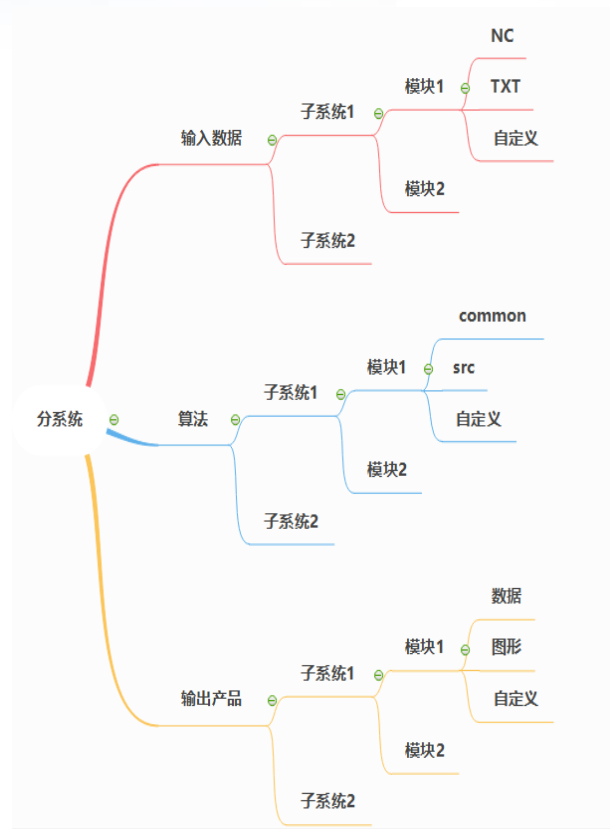 分系统
输入数据
子系统1
模块1
NC
TXT
自定义
模块2
子系统2
算法
子系统1
模块1
common
src
自定义
模块2
子系统2
输出产品
子系统1
模块1
数据
图形
自定义
模块2
子系统2